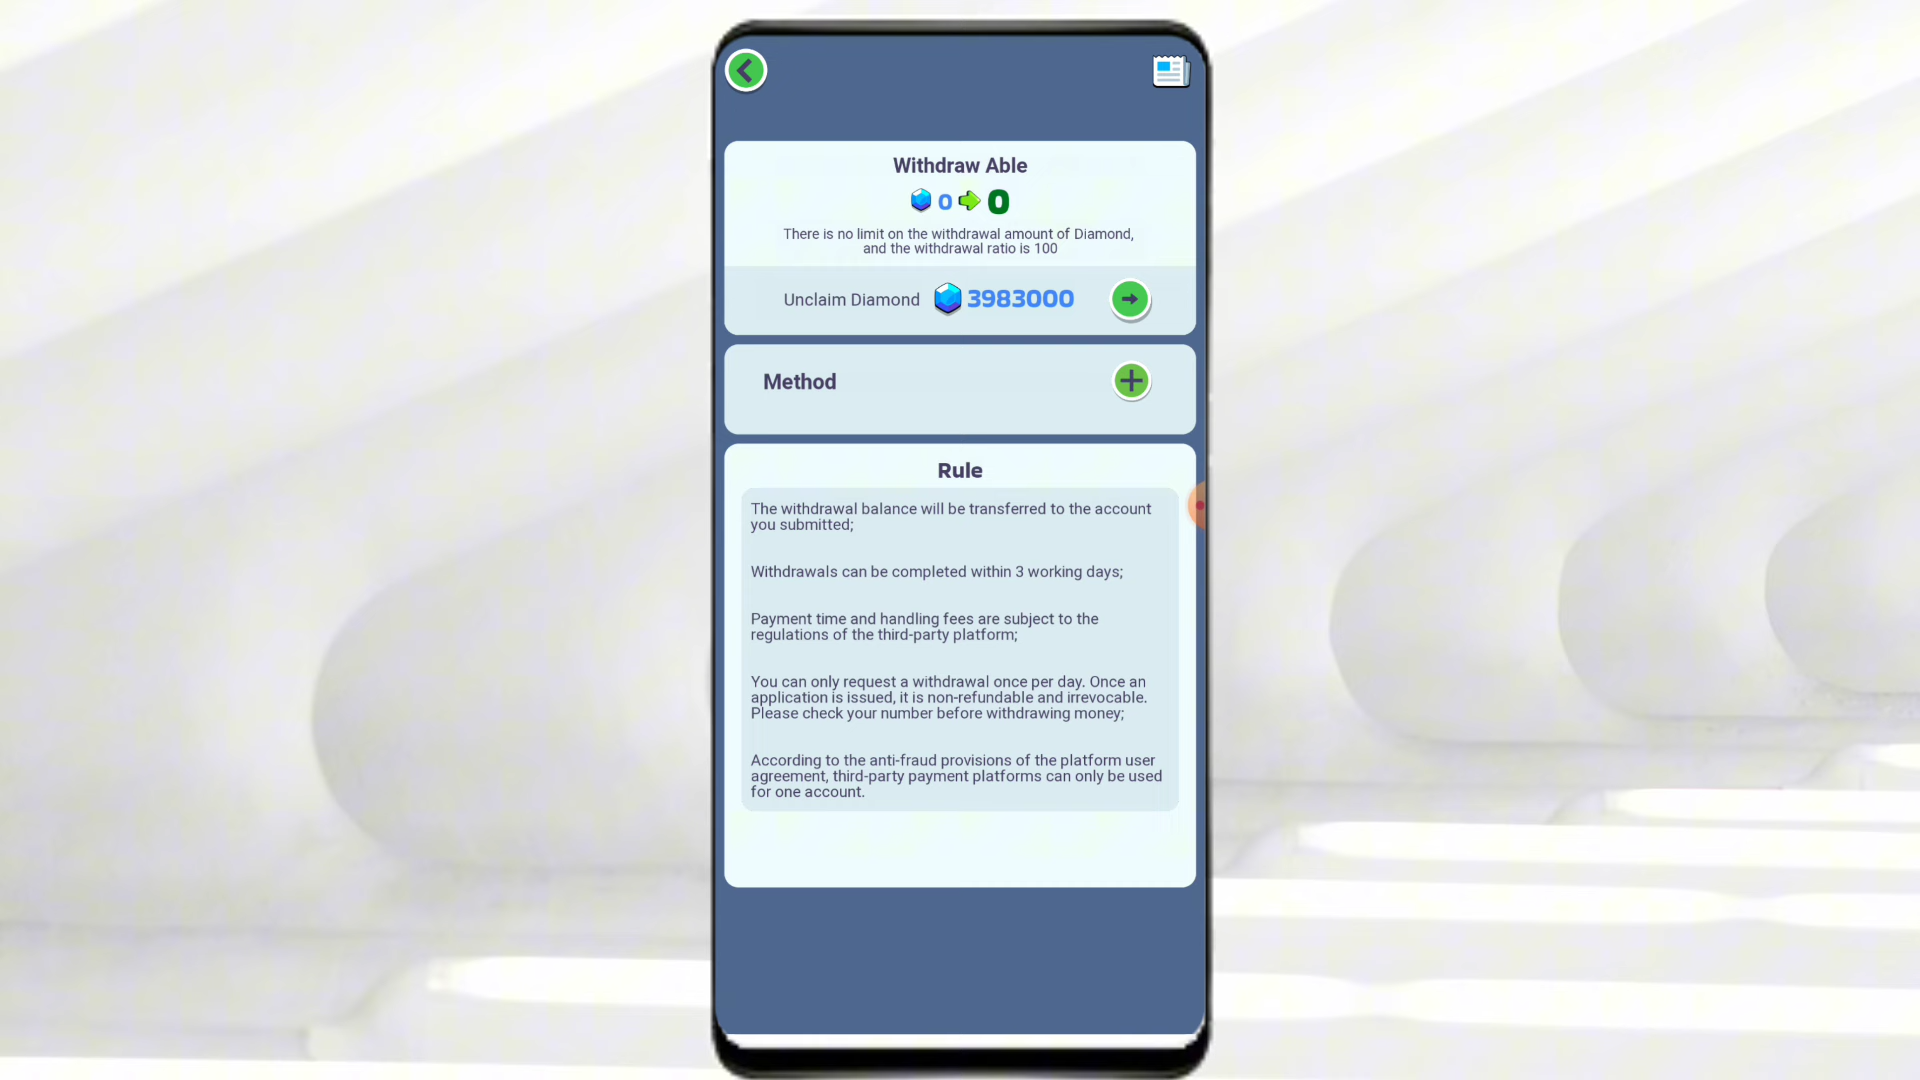 Withdraw Able
0 0
There is no limit on the withdrawal amount of Diamond,
and the withdrawal ratio is 100
Unclaim Diamond 3983000
Method
Rule
The withdrawal balance will be transferred to the account
you submitted;
Withdrawals can be completed within 3 working days;
Payment time and handling fees are subject to the
regulations of the third-party platform;
You can only request a withdrawal once per day. Once an
application is issued, it is non-refundable and irrevocable.
Please check your number before withdrawing money;
According to the anti-fraud provisions of the platform user
agreement, third-party payment platforms can only be used
for one account.